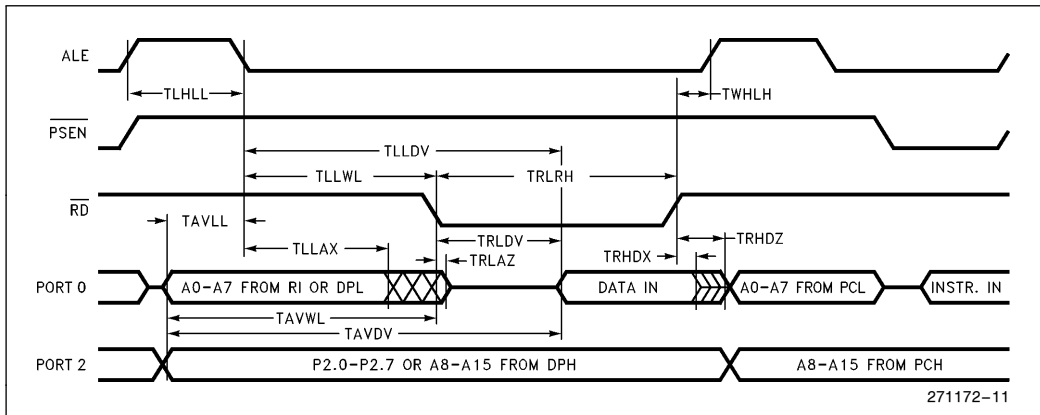 ALE
TLHLL
TWHLH
PSEN
TLLDV
TLLWL
TRLRH
RD
TAVLL
TRLDV
TRHDZ
TLLAX
TRLAZ
TRHDX
PORT 0
A0-A7 FROM RI OR DPL
DATA IN
A0-A7 FROM PCL
INSTR. IN
TAVWL
TAVDV
PORT 2
P2.0-P2.7 OR A8-A15 FROM DPH
A8-A15 FROM PCH
271172-11